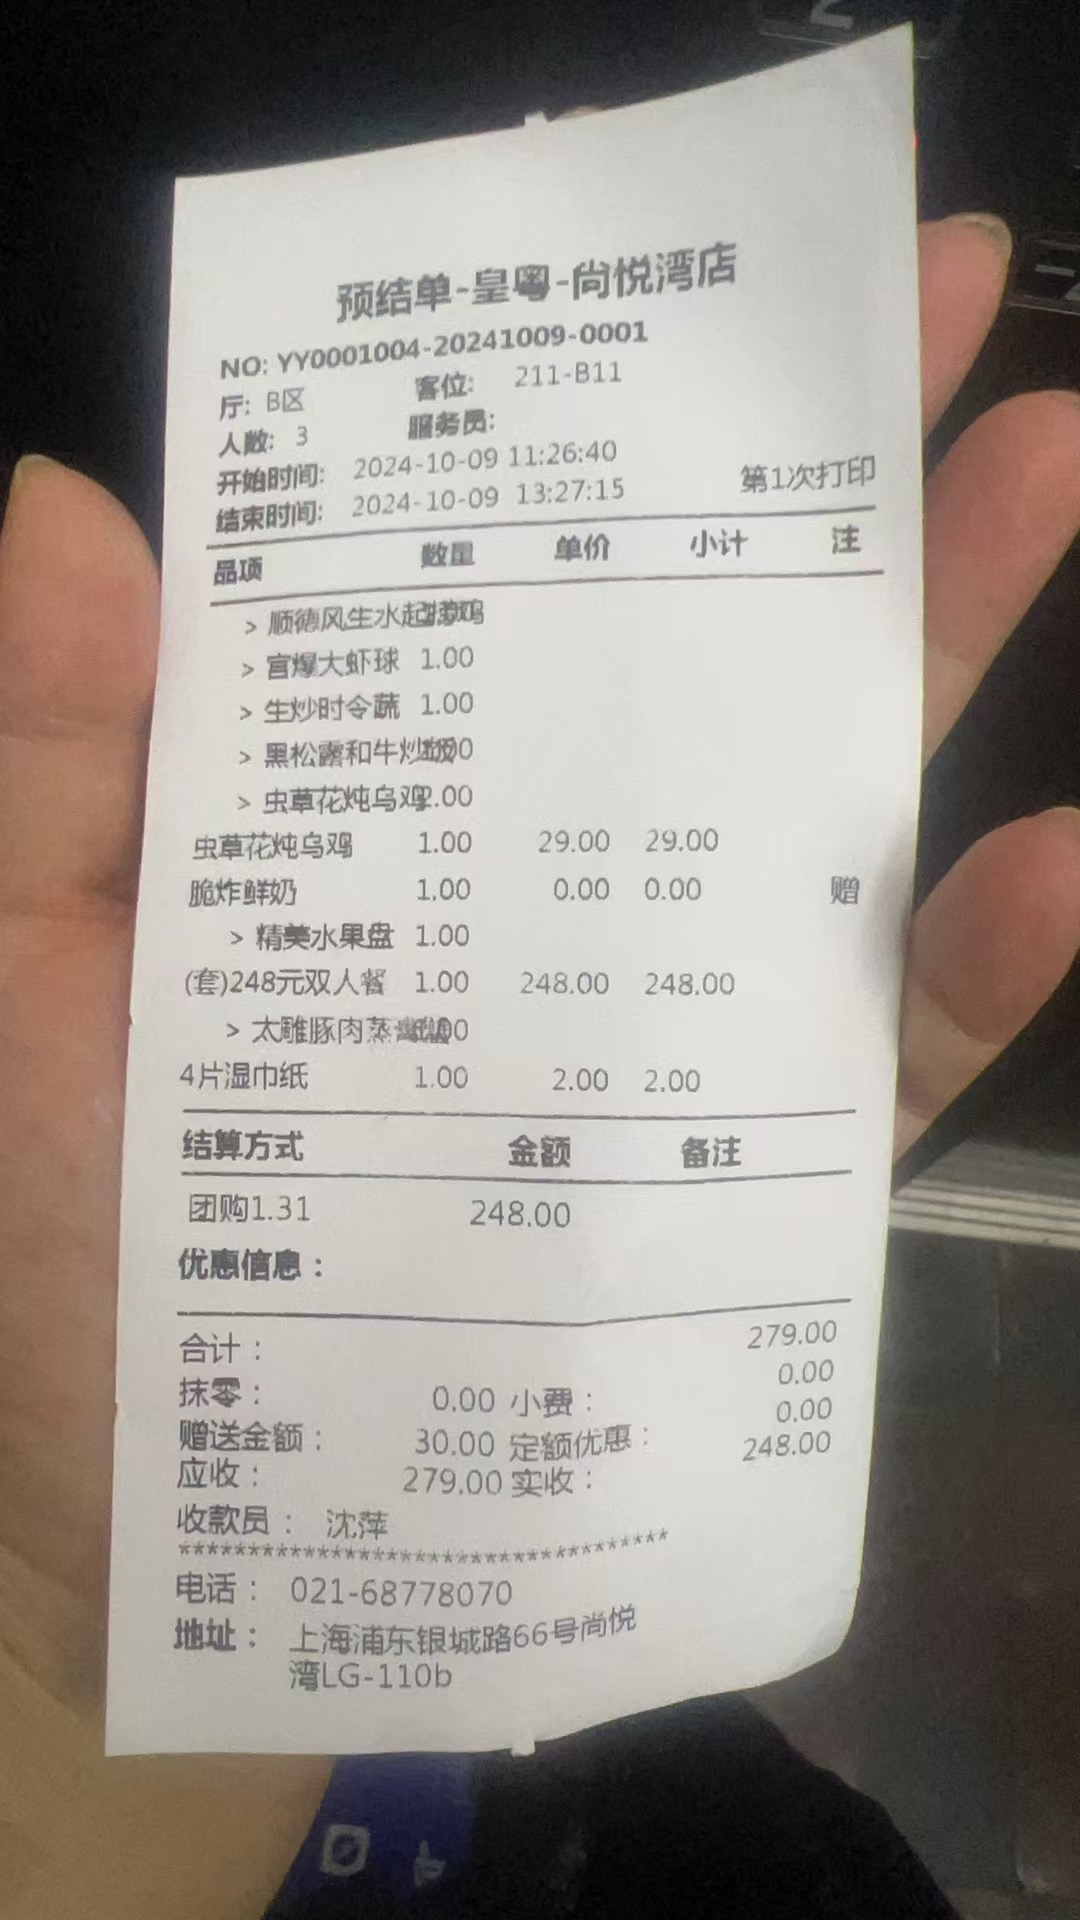 预结单-皇粤-尚悦湾店
NO: YY0001004-20241009-0001
厅: B区 客位: 211-B11
人数: 3 服务员:
开始时间: 2024-10-09 11:26:40
结束时间: 2024-10-09 13:27:15 第1次打印
品项 数量 单价 小计 注
> 顺德风生水起捞鸡
> 宫爆大虾球 1.00
> 生炒时令蔬 1.00
> 黑松露和牛炒饭
> 虫草花炖乌鸡 2.00
虫草花炖乌鸡 1.00 29.00 29.00
脆炸鲜奶 1.00 0.00 0.00 赠
> 精美水果盘 1.00
(套)248元双人餐 1.00 248.00 248.00
> 太雕豚肉蒸
4片湿巾纸 1.00 2.00 2.00
结算方式 金额 备注
团购1.31 248.00
优惠信息：
合计： 279.00
抹零： 0.00 小费： 0.00
赠送金额： 30.00 定额优惠： 0.00
应收： 279.00 实收： 248.00
收款员： 沈萍
***********************************
电话： 021-68778070
地址： 上海浦东银城路66号尚悦
湾LG-110b